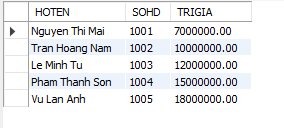 HOTEN SOHD TRIGIA
Nguyen Thi Mai 1001 7000000.00
Tran Hoang Nam 1002 10000000.00
Le Minh Tu 1003 12000000.00
Pham Thanh Son 1004 15000000.00
Vu Lan Anh 1005 18000000.00